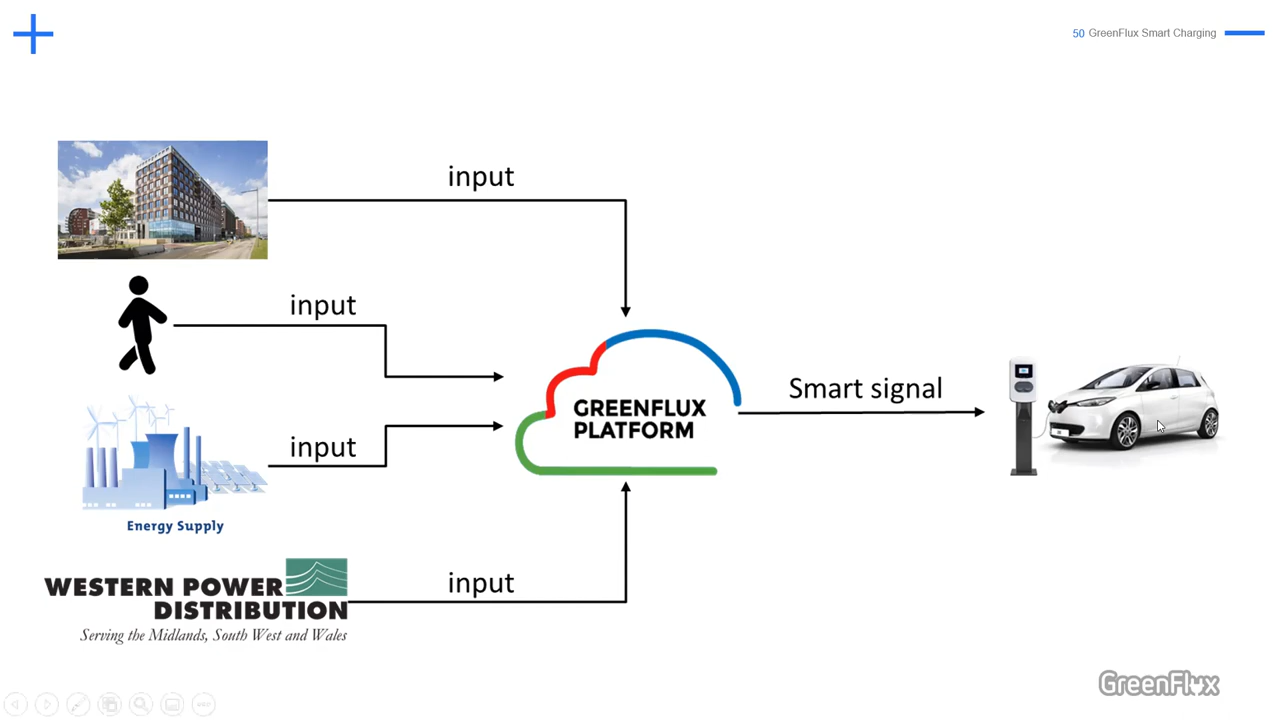 50 GreenFlux Smart Charging
input
input
GREENFLUX
PLATFORM
Smart signal
input
Energy Supply
input
WESTERN POWER
DISTRIBUTION
Serving the Midlands, South West and Wales
GreenFlux